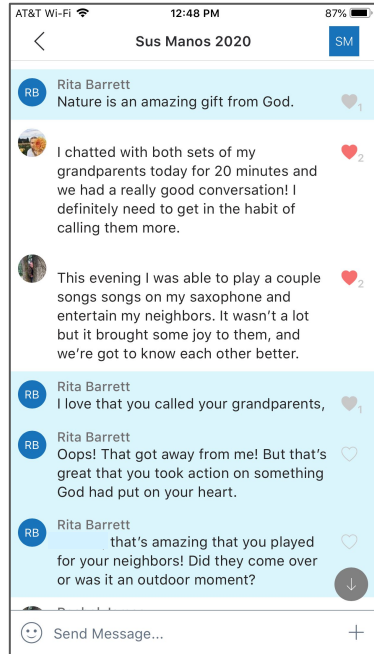 AT&T Wi-Fi 12:48 PM 87%
Sus Manos 2020 SM
RB Rita Barrett
Nature is an amazing gift from God.
1
I chatted with both sets of my
2
grandparents today for 20 minutes and
we had a really good conversation! I
definitely need to get in the habit of
calling them more.
This evening I was able to play a couple
2
songs songs on my saxophone and
entertain my neighbors. It wasn't a lot
but it brought some joy to them, and
we're got to know each other better.
RB Rita Barrett
I love that you called your grandparents,
1
RB Rita Barrett
Oops! That got away from me! But that's
great that you took action on something
God had put on your heart.
RB Rita Barrett
that's amazing that you played
for your neighbors! Did they come over
or was it an outdoor moment?
Send Message...